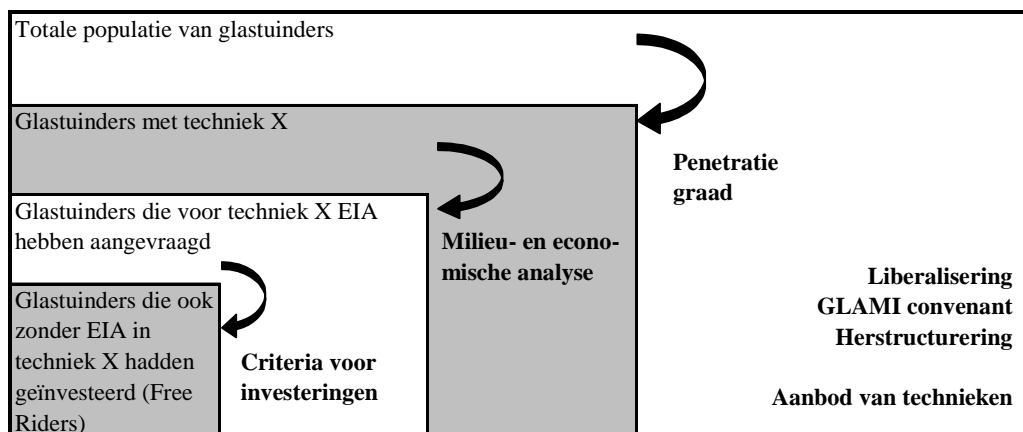 Totale populatie van glastuinders
Glastuinders met techniek X
Penetratie
graad
Glastuinders die voor techniek X EIA
hebben aangevraagd
Milieu- en econo-
mische analyse
Liberalisering
GLAMI convenant
Herstructurering
Aanbod van technieken
Glastuinders die ook
zonder EIA in
techniek X hadden
geïnvesteerd (Free
Riders)
Criteria voor
investeringen